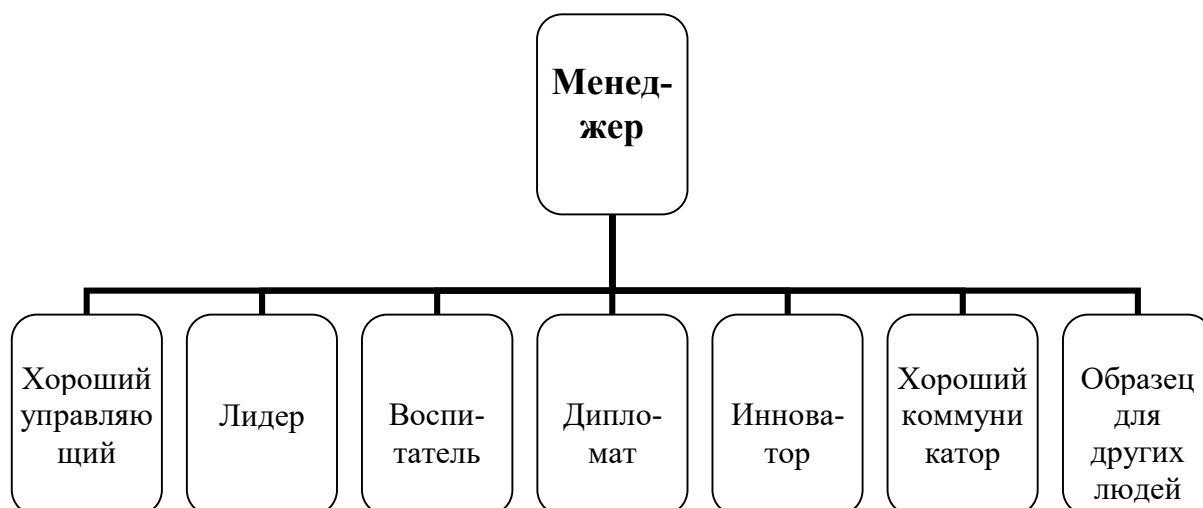 Менед-
жер
Хороший
управляю
щий
Лидер
Воспи-
татель
Дипло-
мат
Иннова-
тор
Хороший
коммуни
катор
Образец
для
других
людей